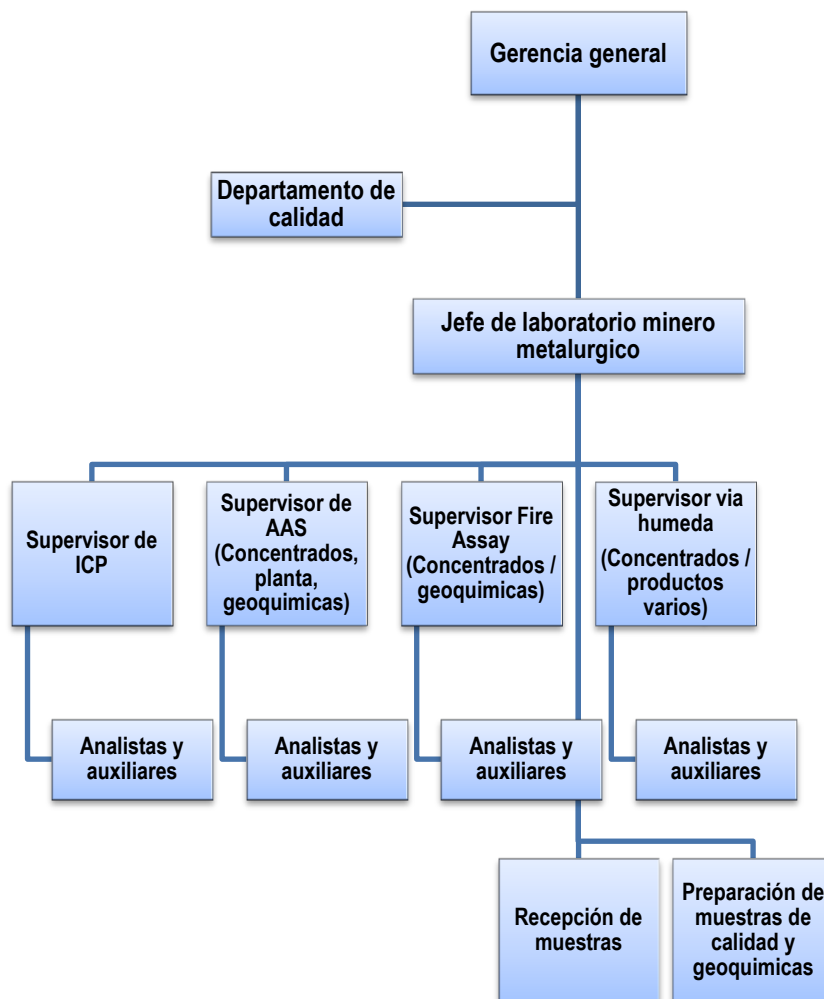 Gerencia general
Departamento de
calidad
Jefe de laboratorio minero
metalurgico
Supervisor de
ICP
Supervisor de
AAS
(Concentrados,
planta,
geoquimicas)
Supervisor Fire
Assay
(Concentrados /
geoquimicas)
Supervisor via
humeda
(Concentrados /
productos
varios)
Analistas y
auxiliares
Analistas y
auxiliares
Analistas y
auxiliares
Analistas y
auxiliares
Recepción de
muestras
Preparación de
muestras de
calidad y
geoquimicas